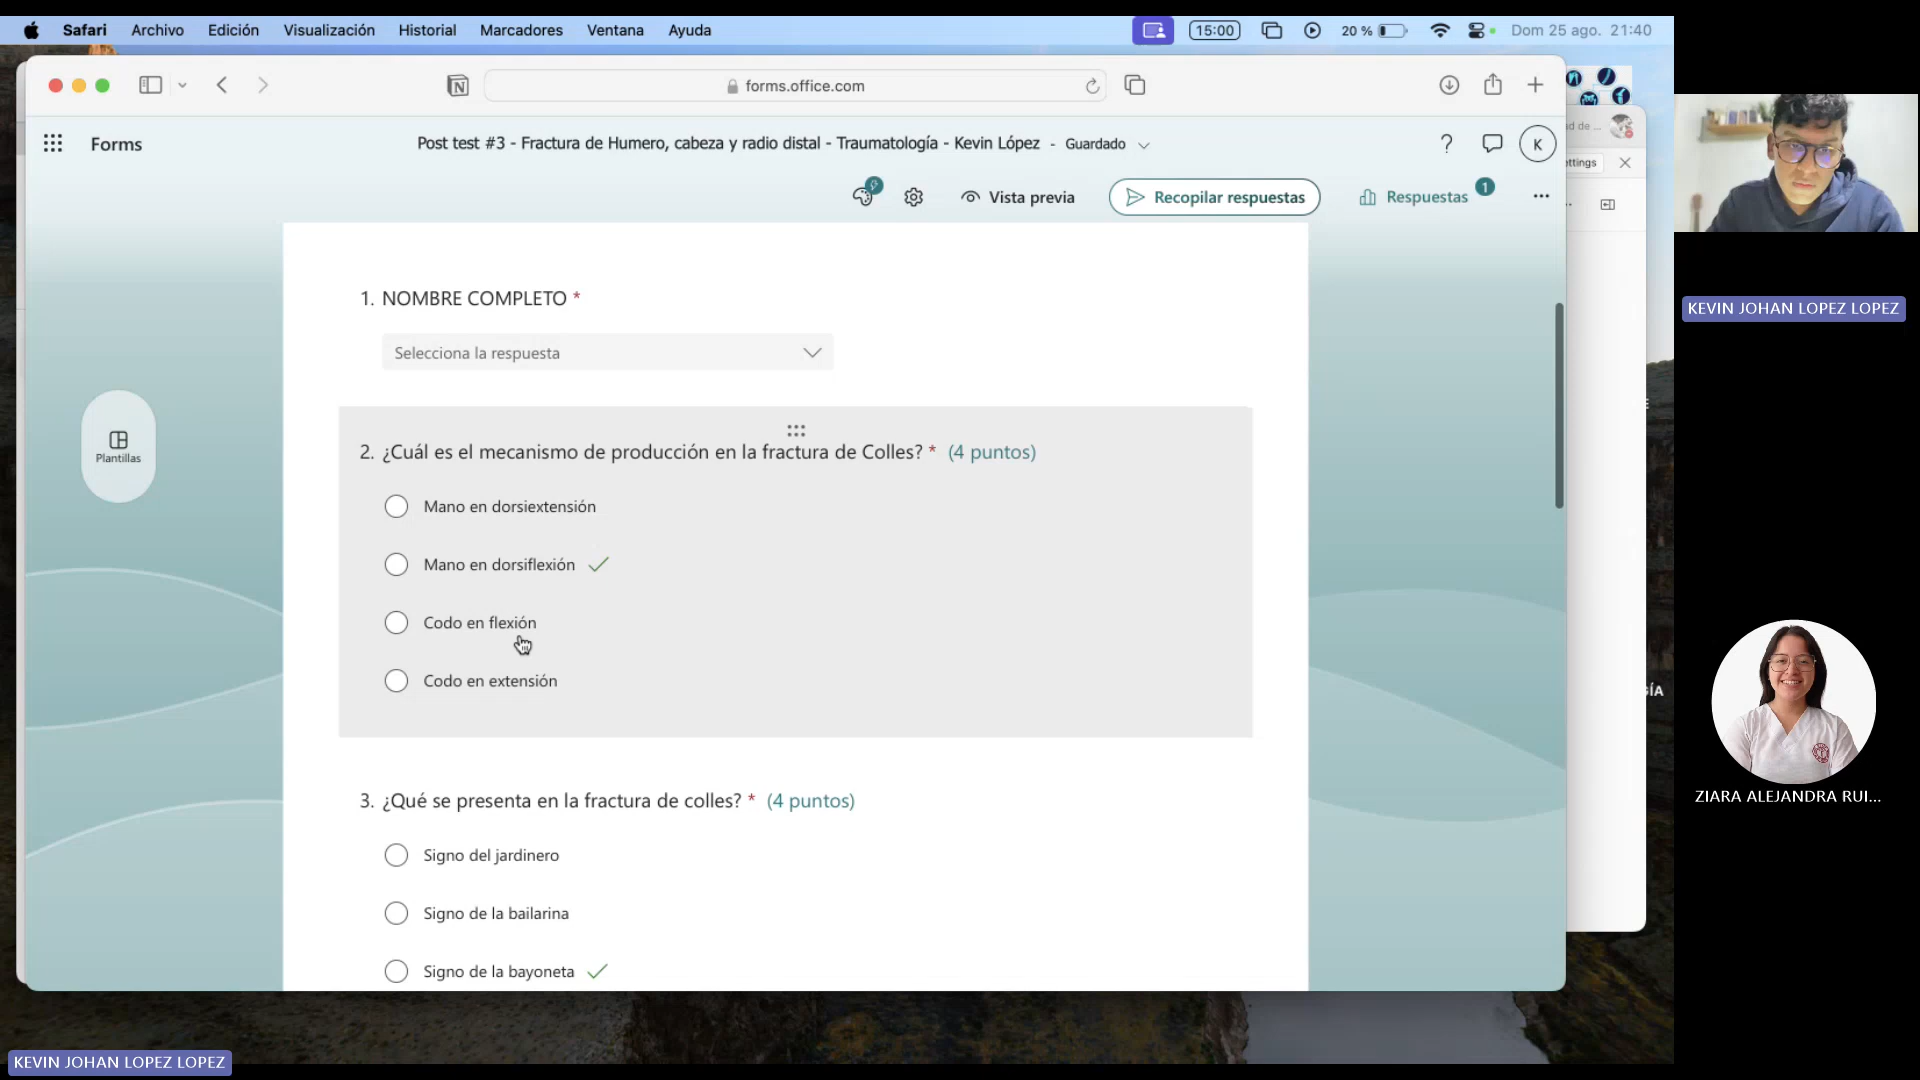 Safari Archivo Edición Visualización Historial Marcadores Ventana Ayuda 15:00 20 % Dom 25 ago. 21:40
forms.office.com
Forms
Post test #3 - Fractura de Humero, cabeza y radio distal - Traumatología - Kevin López - Guardado
? K
Vista previa Recopilar respuestas Respuestas 1
1. NOMBRE COMPLETO *
Selecciona la respuesta
Plantillas
2. ¿Cuál es el mecanismo de producción en la fractura de Colles? * (4 puntos)
Mano en dorsiextensión
Mano en dorsiflexión
Codo en flexión
Codo en extensión
3. ¿Qué se presenta en la fractura de colles? * (4 puntos)
Signo del jardinero
Signo de la bailarina
Signo de la bayoneta
KEVIN JOHAN LOPEZ LOPEZ
ZIARA ALEJANDRA RUI...
KEVIN JOHAN LOPEZ LOPEZ